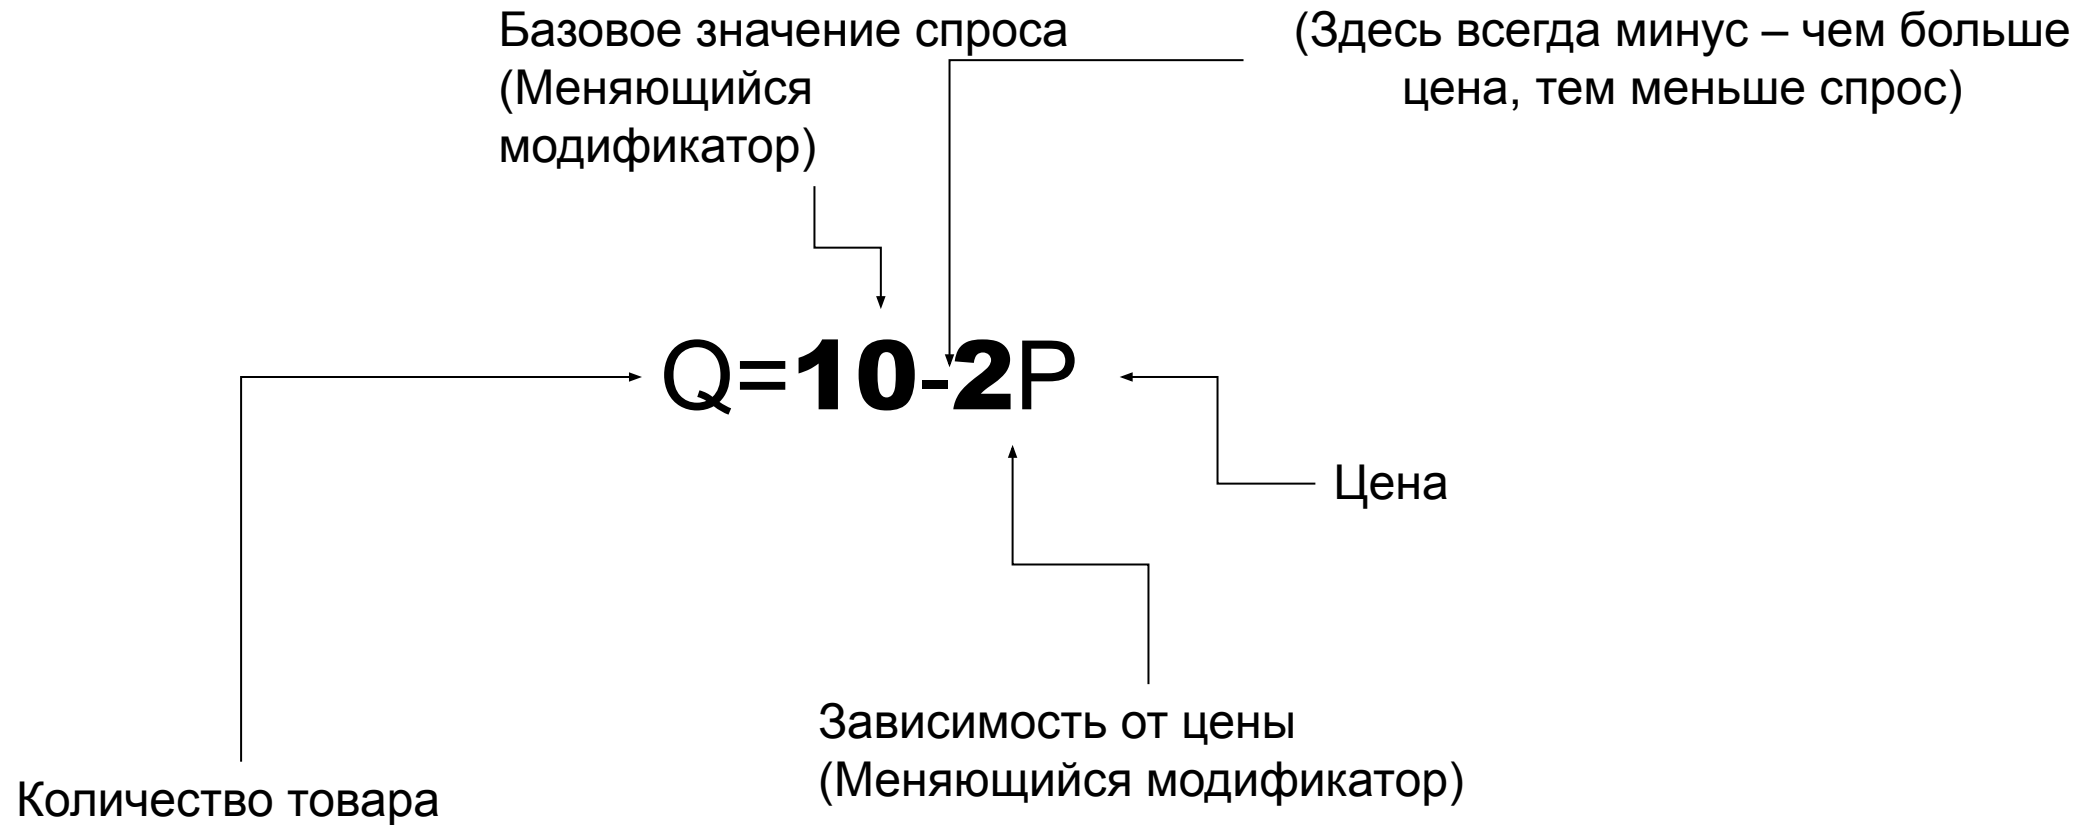 Базовое значение спроса
(Меняющийся
модификатор)
(Здесь всегда минус – чем больше
цена, тем меньше спрос)
Q=10-2P
Цена
Зависимость от цены
(Меняющийся модификатор)
Количество товара